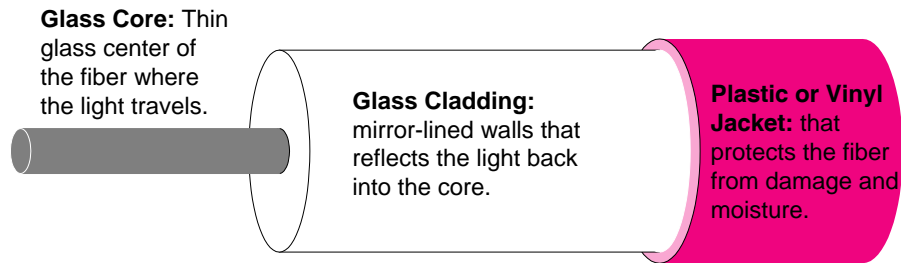 Glass Core: Thin
glass center of
the fiber where
the light travels.
Glass Cladding:
mirror-lined walls that
reflects the light back
into the core.
Plastic or Vinyl
Jacket: that
protects the fiber
from damage and
moisture.